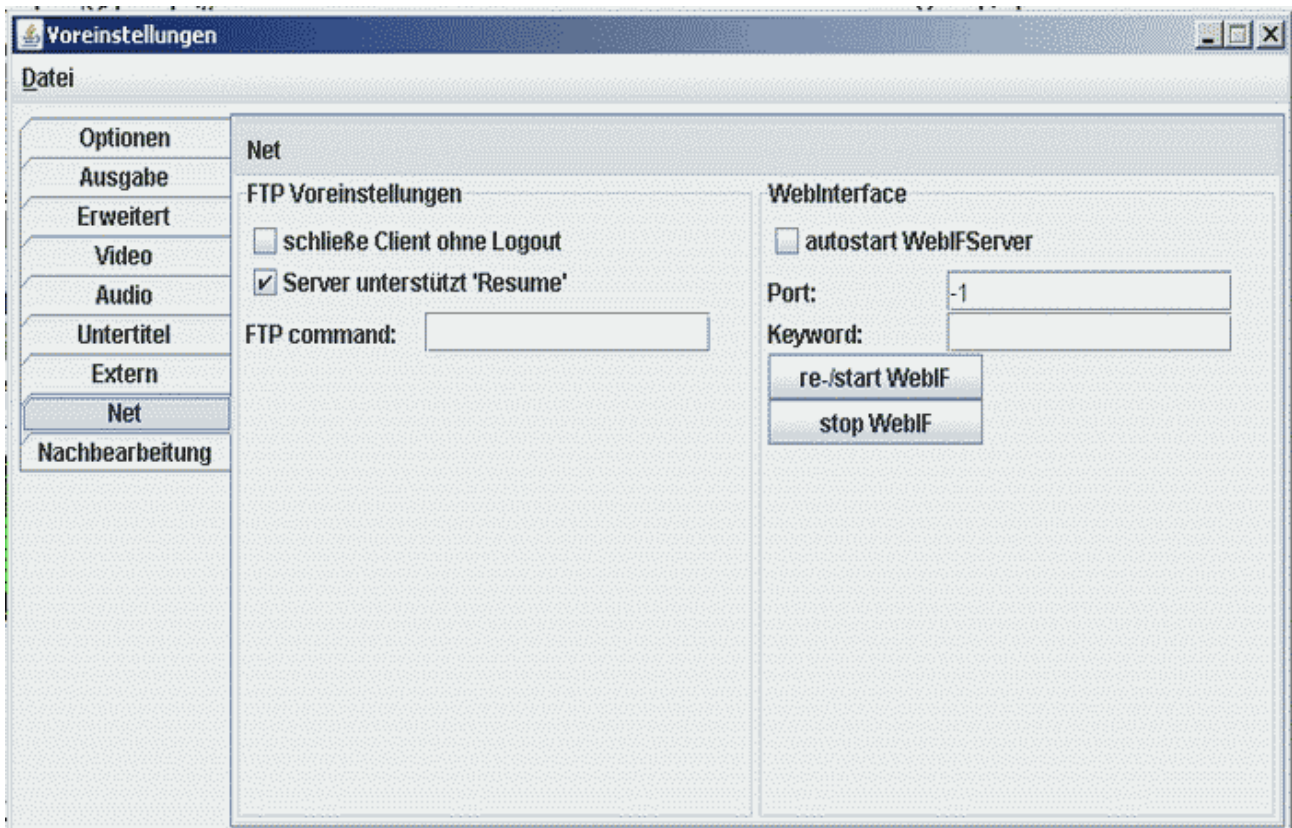 Voreinstellungen
Datei
Optionen
Ausgabe
Erweitert
Video
Audio
Untertitel
Extern
Net
Nachbearbeitung
Net
FTP Voreinstellungen
schließe Client ohne Logout
Server unterstützt 'Resume'
FTP command:
WebInterface
autostart WebIFServer
Port: -1
Keyword:
re-/start WebIF
stop WebIF